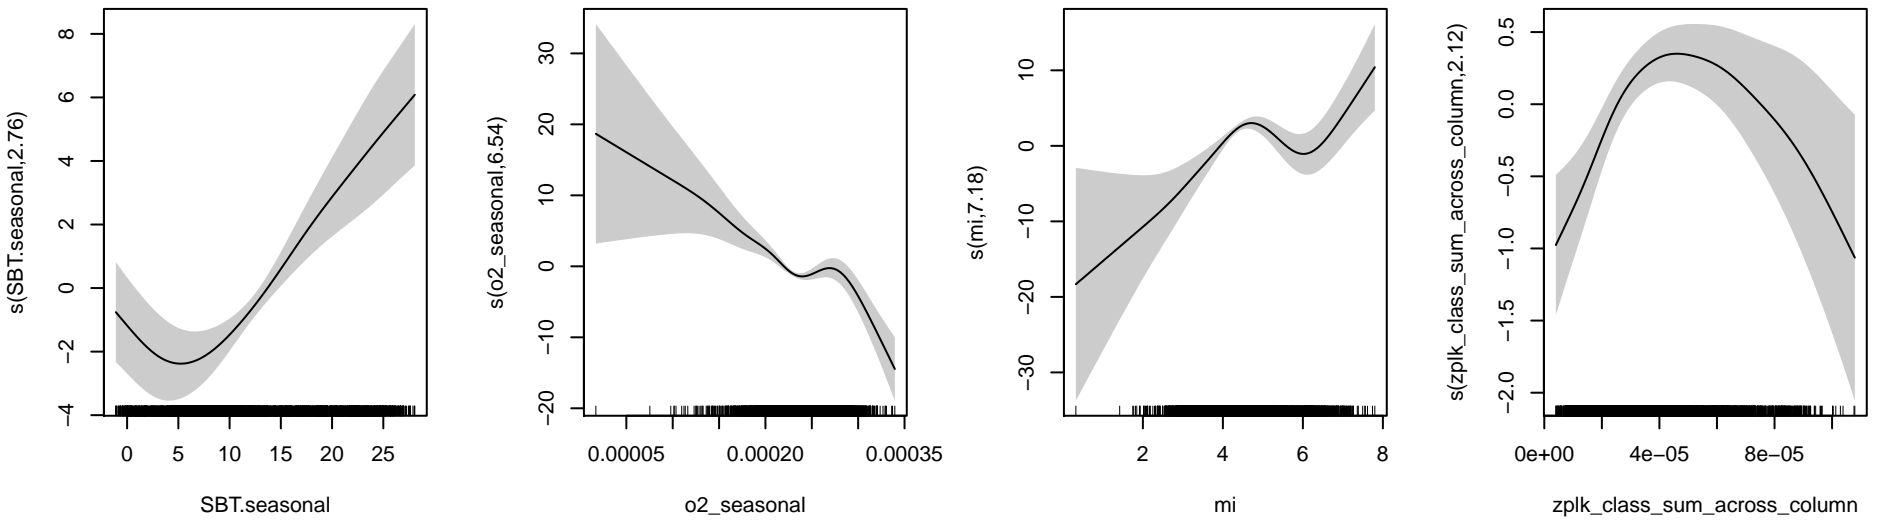 s(SBT.seasonal,2.76)
8
6
4
2
0
−2
−4
0 5 10 15 20 25
SBT.seasonal
s(o2_seasonal,6.54)
30
20
10
0
−10
−20
0.00005 0.00020 0.00035
o2_seasonal
s(mi,7.18)
10
0
−10
−20
−30
2 4 6 8
mi
s(zplk_class_sum_across_column,2.12)
0.5
0.0
−0.5
−1.0
−1.5
−2.0
0e+00 4e−05 8e−05
zplk_class_sum_across_column